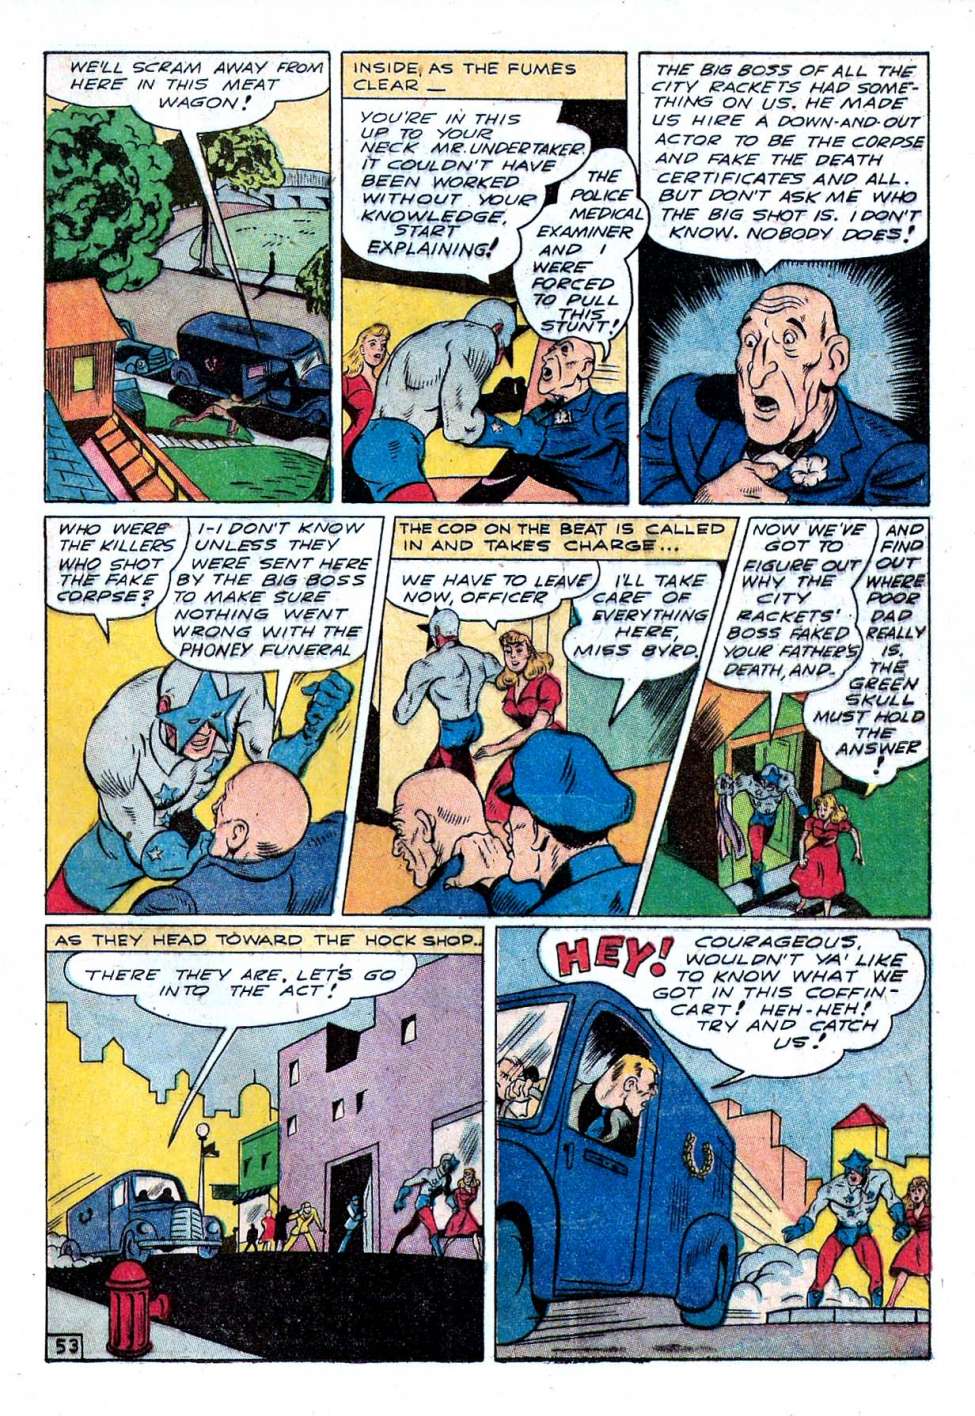 WE'LL SCRAM AWAY FROM
HERE IN THIS MEAT
WAGON!
INSIDE, AS THE FUMES
CLEAR —
YOU'RE IN THIS
UP TO YOUR
NECK MR. UNDERTAKER.
IT COULDN'T HAVE
BEEN WORKED
WITHOUT YOUR
KNOWLEDGE,
START
EXPLAINING!
THE
POLICE
MEDICAL
EXAMINER
AND I
WERE
FORCED
TO PULL
THIS
STUNT!
THE BIG BOSS OF ALL THE
CITY RACKETS HAD SOME-
THING ON US. HE MADE
US HIRE A DOWN-AND-OUT
ACTOR TO BE THE CORPSE
AND FAKE THE DEATH
CERTIFICATES AND ALL.
BUT DON'T ASK ME WHO
THE BIG SHOT IS. I DON'T
KNOW. NOBODY DOES!
WHO WERE
THE KILLERS
WHO SHOT
THE FAKE
CORPSE?
I-I DON'T KNOW
UNLESS THEY
WERE SENT HERE
BY THE BIG BOSS
TO MAKE SURE
NOTHING WENT
WRONG WITH THE
PHONEY FUNERAL
THE COP ON THE BEAT IS CALLED
IN AND TAKES CHARGE...
WE HAVE TO LEAVE
NOW, OFFICER
I'LL TAKE
CARE OF
EVERYTHING
HERE,
MISS BYRD.
NOW WE'VE
GOT TO
FIGURE OUT
WHY THE
CITY
RACKETS'
BOSS FAKED
YOUR FATHER'S
DEATH, AND-
AND
FIND
OUT
WHERE
POOR
DAD
REALLY
IS.
THE
GREEN
SKULL
MUST HOLD
THE
ANSWER
!
AS THEY HEAD TOWARD THE HOCK SHOP..
THERE THEY ARE, LET'S GO
INTO THE ACT!
53
HEY!
COURAGEOUS,
WOULDN'T YA' LIKE
TO KNOW WHAT WE
GOT IN THIS COFFIN-
CART! HEH-HEH!
TRY AND CATCH
US!